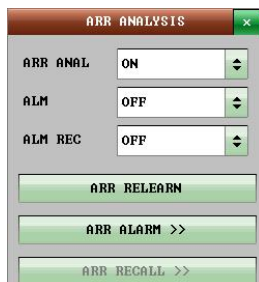 ARR ANALYSIS ×
ARR ANAL ON
ALM OFF
ALM REC OFF
ARR RELEARN
ARR ALARM >>
ARR RECALL >>